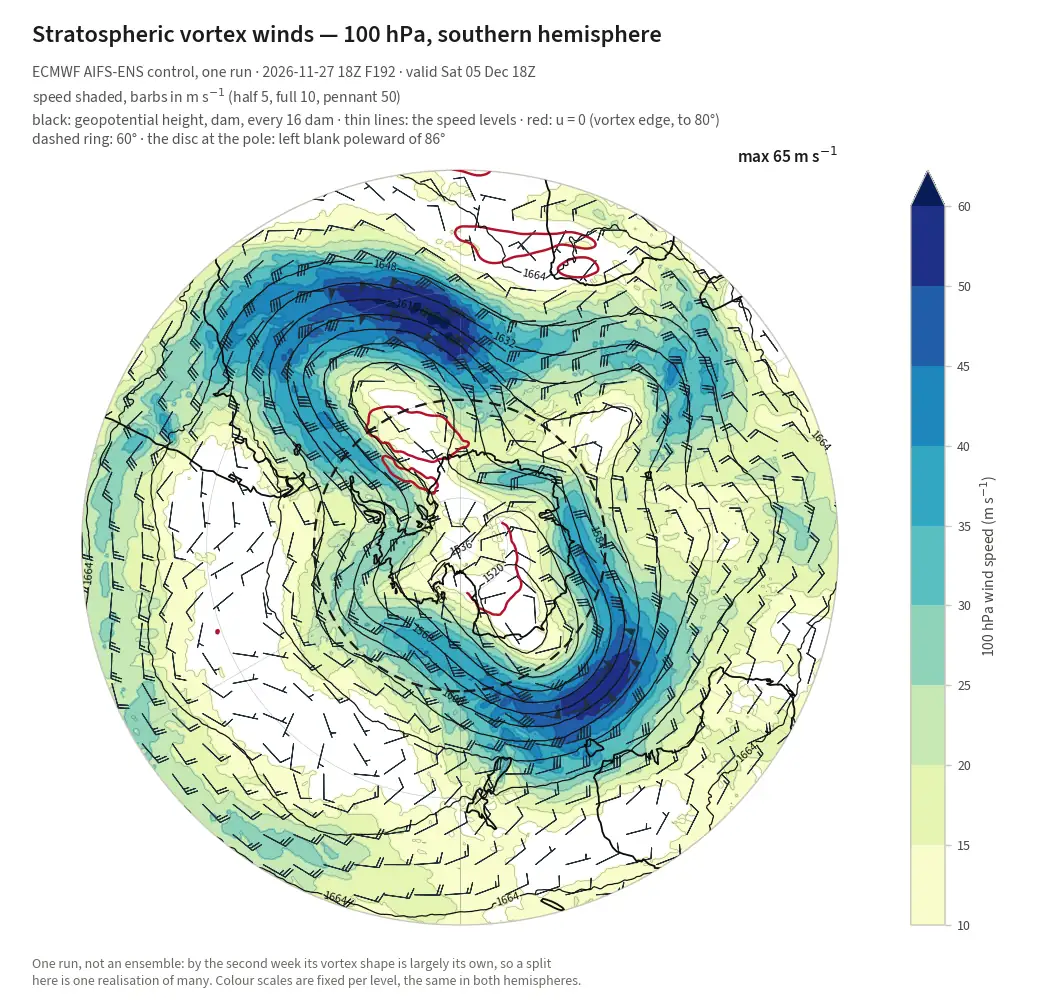 Stratospheric vortex winds — 100 hPa, southern hemisphere
ECMWF AIFS-ENS control, one run · 2026-11-27 18Z F192 · valid Sat 05 Dec 18Z
speed shaded, barbs in m s⁻¹ (half 5, full 10, pennant 50)
black: geopotential height, dam, every 16 dam · thin lines: the speed levels · red: u = 0 (vortex edge, to 80°)
dashed ring: 60° · the disc at the pole: left blank poleward of 86°
max 65 m s⁻¹
60
50
45
40
35
30
25
20
15
10
100 hPa wind speed (m s⁻¹)
1648
1664
1632
1664
1536
1520
1664
1664
1664
1664
One run, not an ensemble: by the second week its vortex shape is largely its own, so a split
here is one realisation of many. Colour scales are fixed per level, the same in both hemispheres.